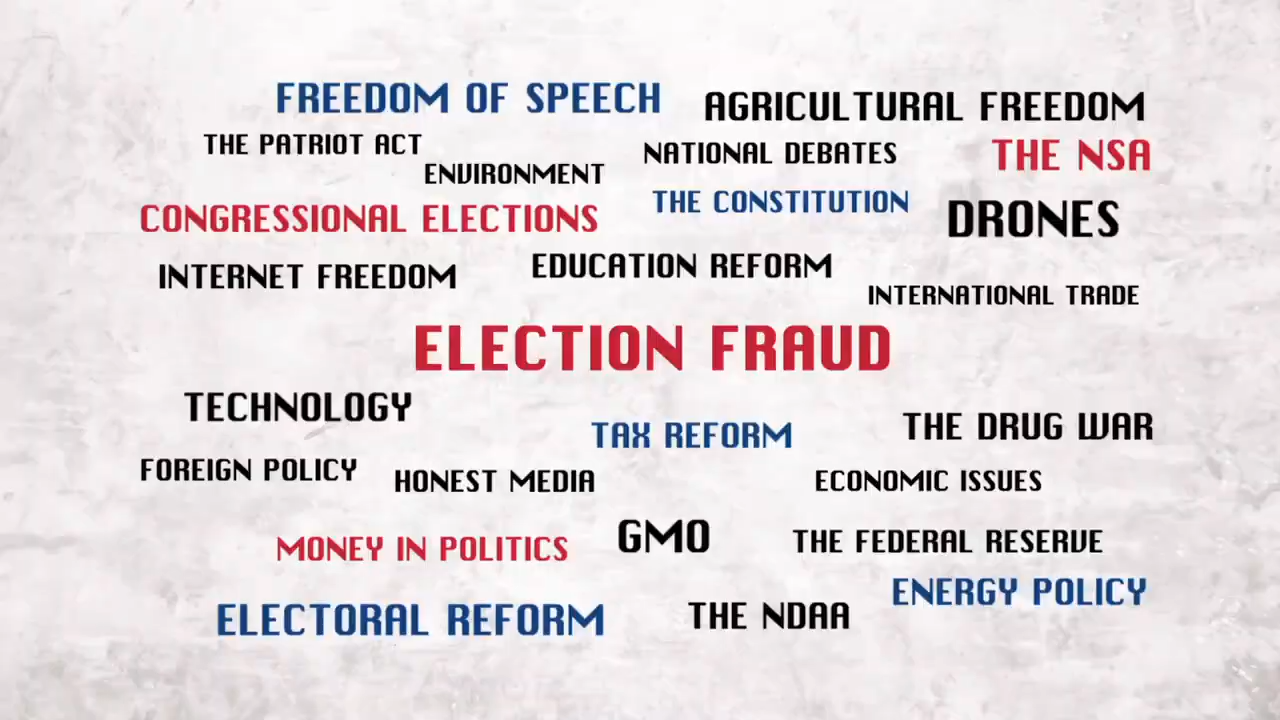 FREEDOM OF SPEECH
AGRICULTURAL FREEDOM
THE PATRIOT ACT
NATIONAL DEBATES
THE NSA
ENVIRONMENT
THE CONSTITUTION
CONGRESSIONAL ELECTIONS
DRONES
INTERNET FREEDOM
EDUCATION REFORM
INTERNATIONAL TRADE
ELECTION FRAUD
TECHNOLOGY
TAX REFORM
THE DRUG WAR
FOREIGN POLICY
HONEST MEDIA
ECONOMIC ISSUES
MONEY IN POLITICS
GMO
THE FEDERAL RESERVE
ENERGY POLICY
ELECTORAL REFORM
THE NDAA